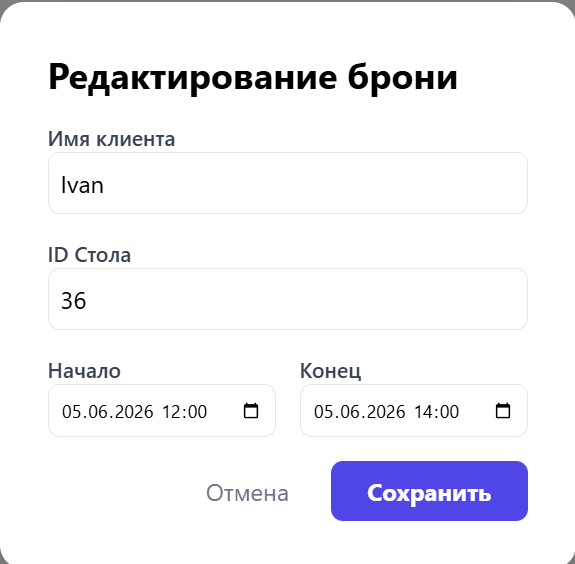 Редактирование брони
Имя клиента
Ivan
ID Стола
36
Начало
Конец
05.06.2026 12:00
05.06.2026 14:00
Отмена
Сохранить